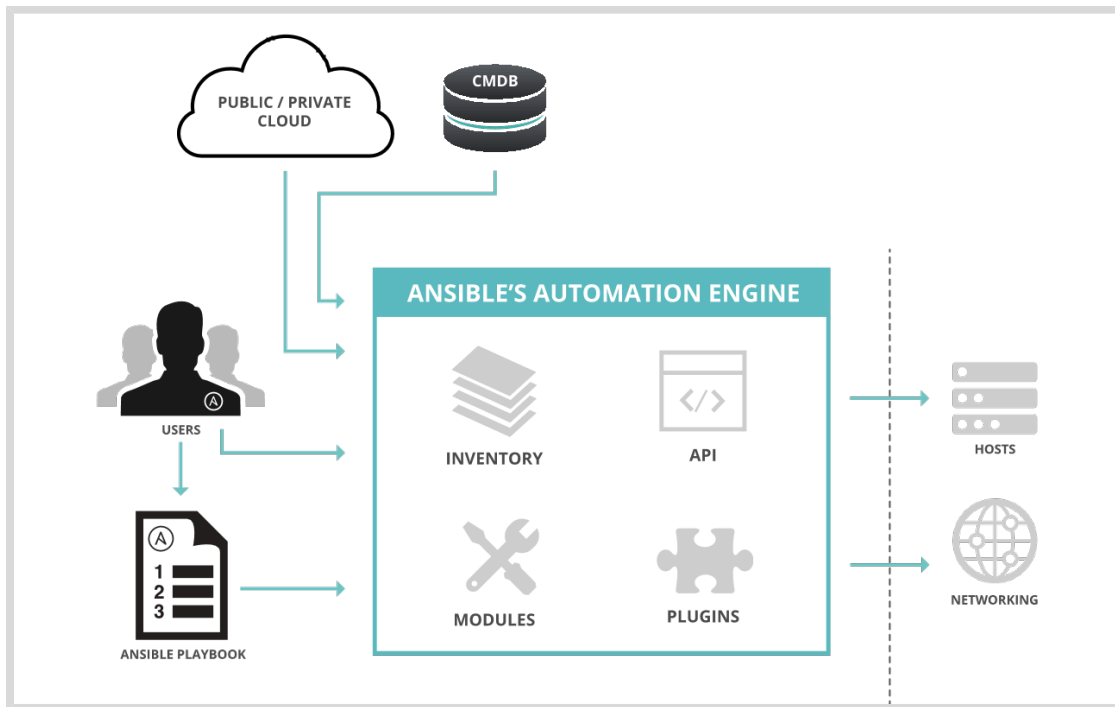 PUBLIC / PRIVATE
CLOUD
CMDB
ANSIBLE'S AUTOMATION ENGINE
USERS
INVENTORY
API
HOSTS
1
2
3
ANSIBLE PLAYBOOK
MODULES
PLUGINS
NETWORKING